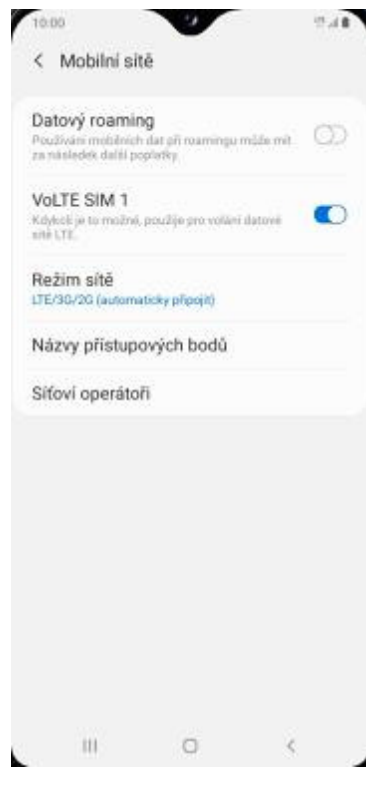 10:00
Mobilní sítě
Datový roaming
Používání mobilních dat při roamingu může mít
za následek další poplatky.
VoLTE SIM 1
Kdykoli je to možné, použije pro volání datové
sítě LTE.
Režim sítě
LTE/3G/2G (automaticky připojit)
Názvy přístupových bodů
Síťoví operátoři